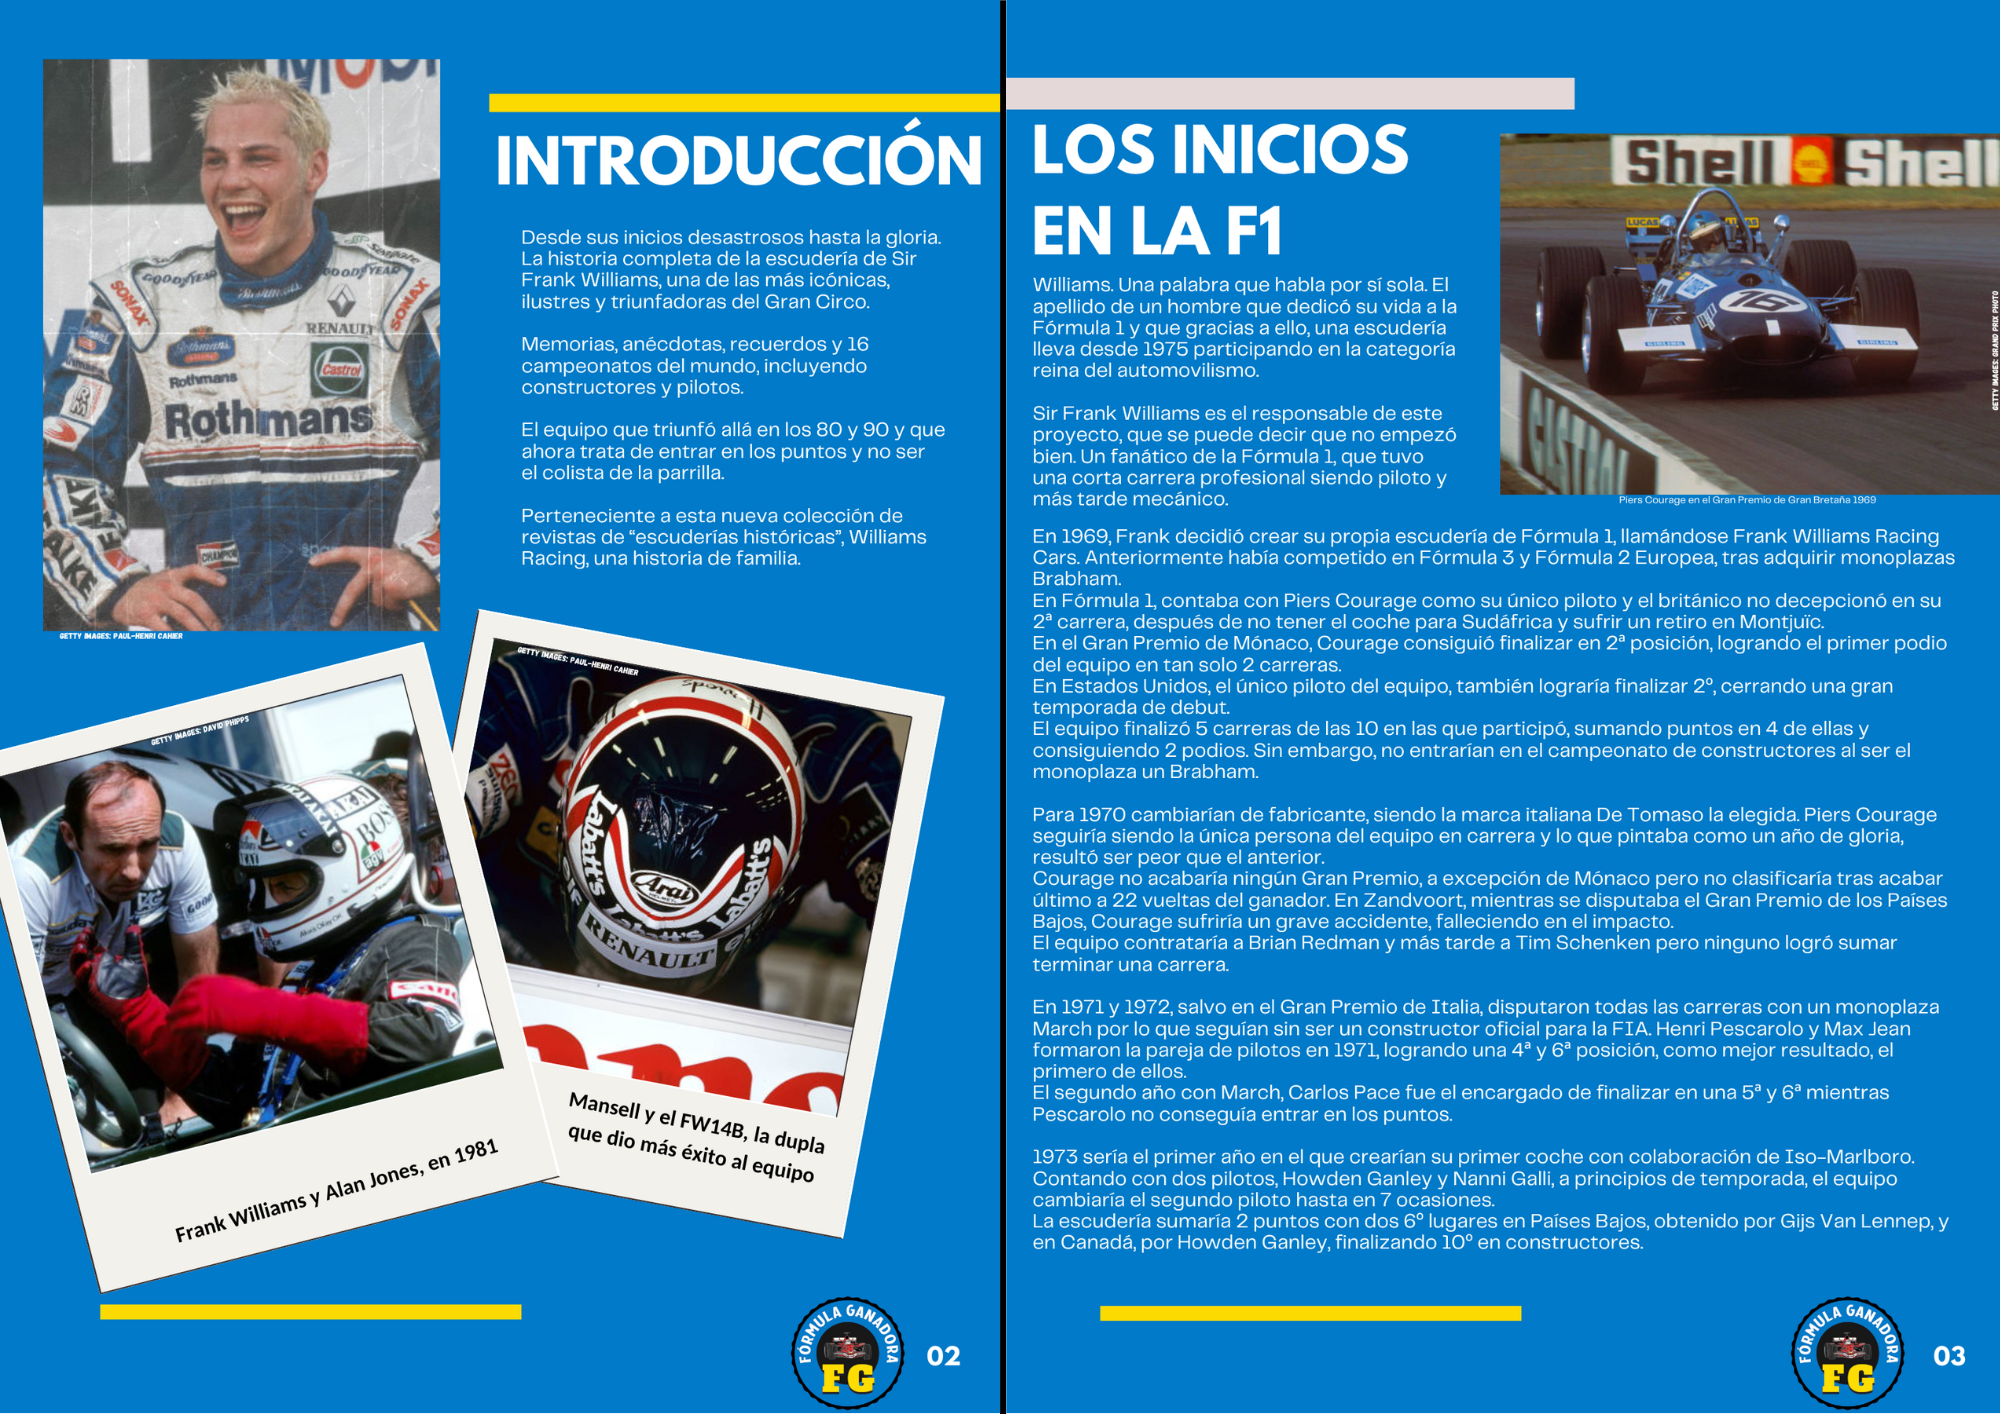 Mobi
GOODYEAR
GOODYEAR
SONAX
SONAX
RENAULT
Rothmans
Castrol
Rothmans
Rothmans
CHAMPION
GETTY IMAGES: PAUL-HENRI CAHIER
INTRODUCCIÓN
Desde sus inicios desastrosos hasta la gloria.
La historia completa de la escudería de Sir
Frank Williams, una de las más icónicas,
ilustres y triunfadoras del Gran Circo.
Memorias, anécdotas, recuerdos y 16
campeonatos del mundo, incluyendo
constructores y pilotos.
El equipo que triunfó allá en los 80 y 90 y que
ahora trata de entrar en los puntos y no ser
el colista de la parrilla.
Perteneciente a esta nueva colección de
revistas de “escuderías históricas”, Williams
Racing, una historia de familia.
GETTY IMAGES: DAVID PHIPPS
AKAI
BOSS
agv
Canon
Frank Williams y Alan Jones, en 1981
GETTY IMAGES: PAUL-HENRI CAHIER
Labatt's
Arai
Labatt's
Labatt's
elf
RENAULT
Mansell y el FW14B, la dupla
que dio más éxito al equipo
FÓRMULA GANADORA
FG
02
LOS INICIOS
EN LA F1
Williams. Una palabra que habla por sí sola. El
apellido de un hombre que dedicó su vida a la
Fórmula 1 y que gracias a ello, una escudería
lleva desde 1975 participando en la categoría
reina del automovilismo.
Sir Frank Williams es el responsable de este
proyecto, que se puede decir que no empezó
bien. Un fanático de la Fórmula 1, que tuvo
una corta carrera profesional siendo piloto y
más tarde mecánico.
Shell Shell
LUCAS
16
GIRLING
GIRLING
CASTROL
GETTY IMAGES: GRAND PRIX PHOTO
Piers Courage en el Gran Premio de Gran Bretaña 1969
En 1969, Frank decidió crear su propia escudería de Fórmula 1, llamándose Frank Williams Racing
Cars. Anteriormente había competido en Fórmula 3 y Fórmula 2 Europea, tras adquirir monoplazas
Brabham.
En Fórmula 1, contaba con Piers Courage como su único piloto y el británico no decepcionó en su
2ª carrera, después de no tener el coche para Sudáfrica y sufrir un retiro en Montjuïc.
En el Gran Premio de Mónaco, Courage consiguió finalizar en 2ª posición, logrando el primer podio
del equipo en tan solo 2 carreras.
En Estados Unidos, el único piloto del equipo, también lograría finalizar 2º, cerrando una gran
temporada de debut.
El equipo finalizó 5 carreras de las 10 en las que participó, sumando puntos en 4 de ellas y
consiguiendo 2 podios. Sin embargo, no entrarían en el campeonato de constructores al ser el
monoplaza un Brabham.
Para 1970 cambiarían de fabricante, siendo la marca italiana De Tomaso la elegida. Piers Courage
seguiría siendo la única persona del equipo en carrera y lo que pintaba como un año de gloria,
resultó ser peor que el anterior.
Courage no acabaría ningún Gran Premio, a excepción de Mónaco pero no clasificaría tras acabar
último a 22 vueltas del ganador. En Zandvoort, mientras se disputaba el Gran Premio de los Países
Bajos, Courage sufriría un grave accidente, falleciendo en el impacto.
El equipo contrataría a Brian Redman y más tarde a Tim Schenken pero ninguno logró sumar
terminar una carrera.
En 1971 y 1972, salvo en el Gran Premio de Italia, disputaron todas las carreras con un monoplaza
March por lo que seguían sin ser un constructor oficial para la FIA. Henri Pescarolo y Max Jean
formaron la pareja de pilotos en 1971, logrando una 4ª y 6ª posición, como mejor resultado, el
primero de ellos.
El segundo año con March, Carlos Pace fue el encargado de finalizar en una 5ª y 6ª mientras
Pescarolo no conseguía entrar en los puntos.
1973 sería el primer año en el que crearían su primer coche con colaboración de Iso-Marlboro.
Contando con dos pilotos, Howden Ganley y Nanni Galli, a principios de temporada, el equipo
cambiaría el segundo piloto hasta en 7 ocasiones.
La escudería sumaría 2 puntos con dos 6º lugares en Países Bajos, obtenido por Gijs Van Lennep, y
en Canadá, por Howden Ganley, finalizando 10º en constructores.
FÓRMULA GANADORA
FG
03